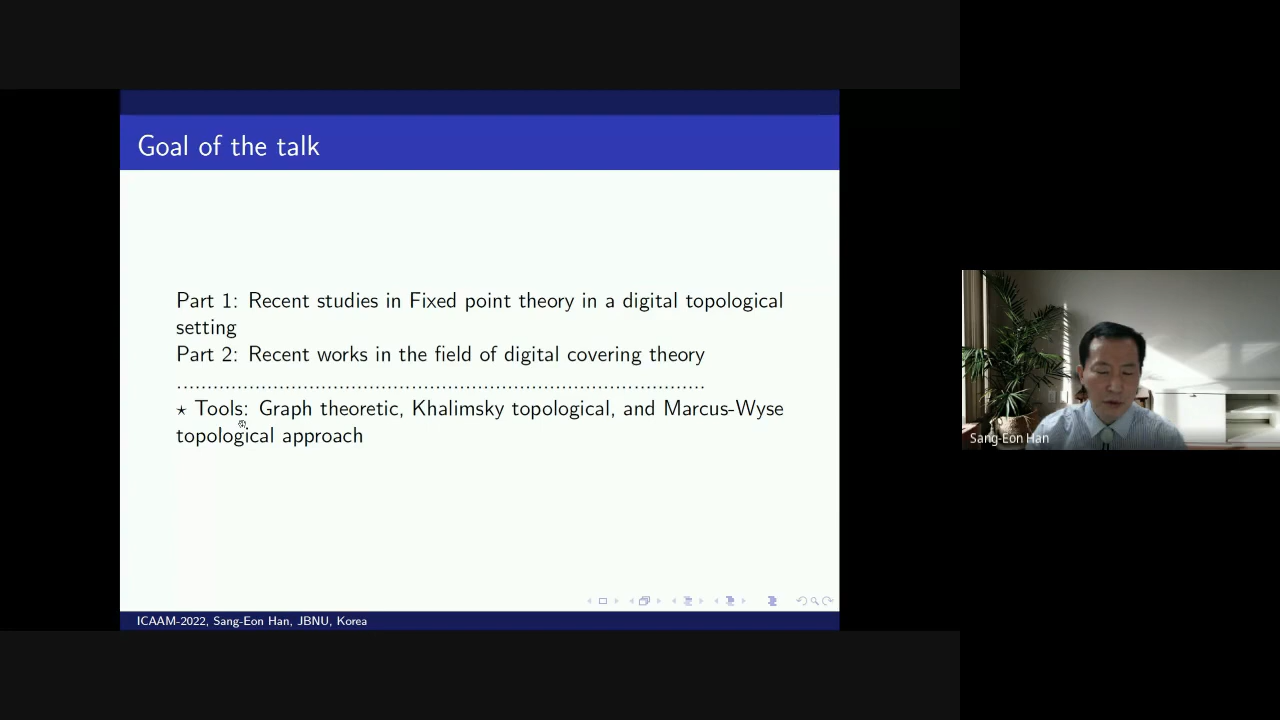 Goal of the talk
Part 1: Recent studies in Fixed point theory in a digital topological
setting
Part 2: Recent works in the field of digital covering theory
.......................................................................................
⋆ Tools: Graph theoretic, Khalimsky topological, and Marcus-Wyse
topological approach
ICAAM-2022, Sang-Eon Han, JBNU, Korea
Sang-Eon Han